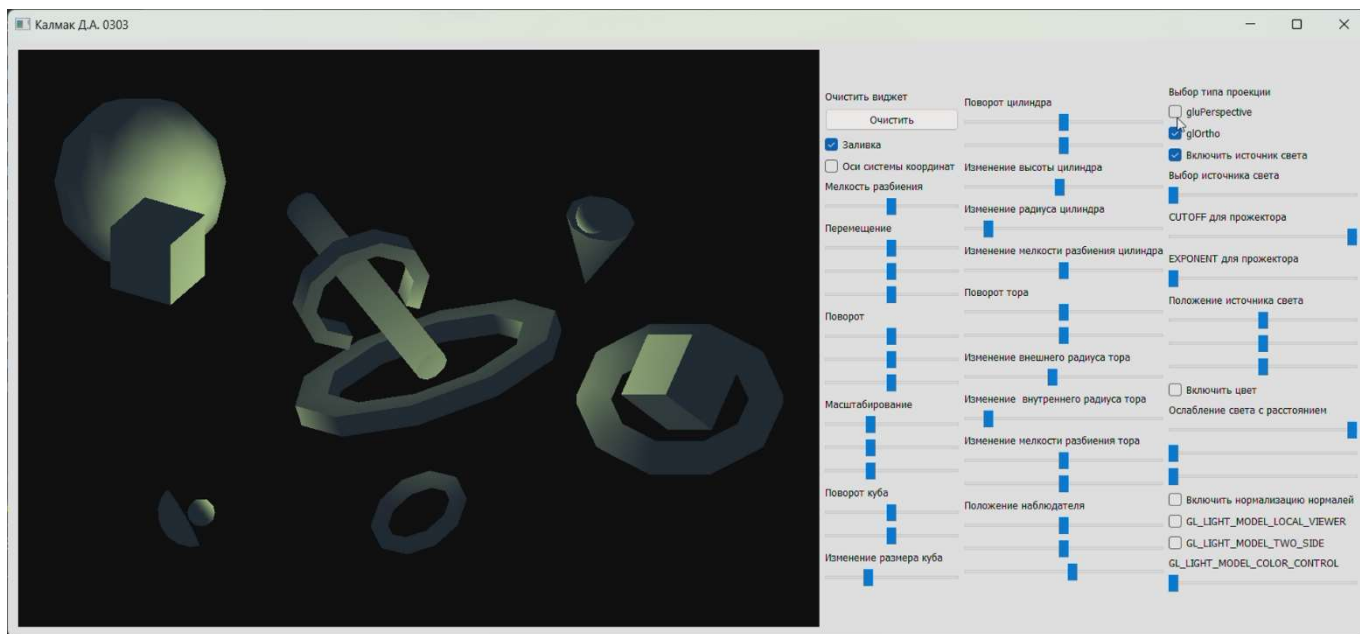 Калмак Д.А. 0303
Очистить виджет
Очистить
Заливка
Оси системы координат
Мелкость разбиения
Перемещение
Поворот
Масштабирование
Поворот куба
Изменение размера куба
Поворот цилиндра
Изменение высоты цилиндра
Изменение радиуса цилиндра
Изменение мелкости разбиения цилиндра
Поворот тора
Изменение внешнего радиуса тора
Изменение внутреннего радиуса тора
Изменение мелкости разбиения тора
Положение наблюдателя
Выбор типа проекции
gluPerspective
glOrtho
Включить источник света
Выбор источника света
CUTOFF для прожектора
EXPONENT для прожектора
Положение источника света
Включить цвет
Ослабление света с расстоянием
Включить нормализацию нормалей
GL_LIGHT_MODEL_LOCAL_VIEWER
GL_LIGHT_MODEL_TWO_SIDE
GL_LIGHT_MODEL_COLOR_CONTROL